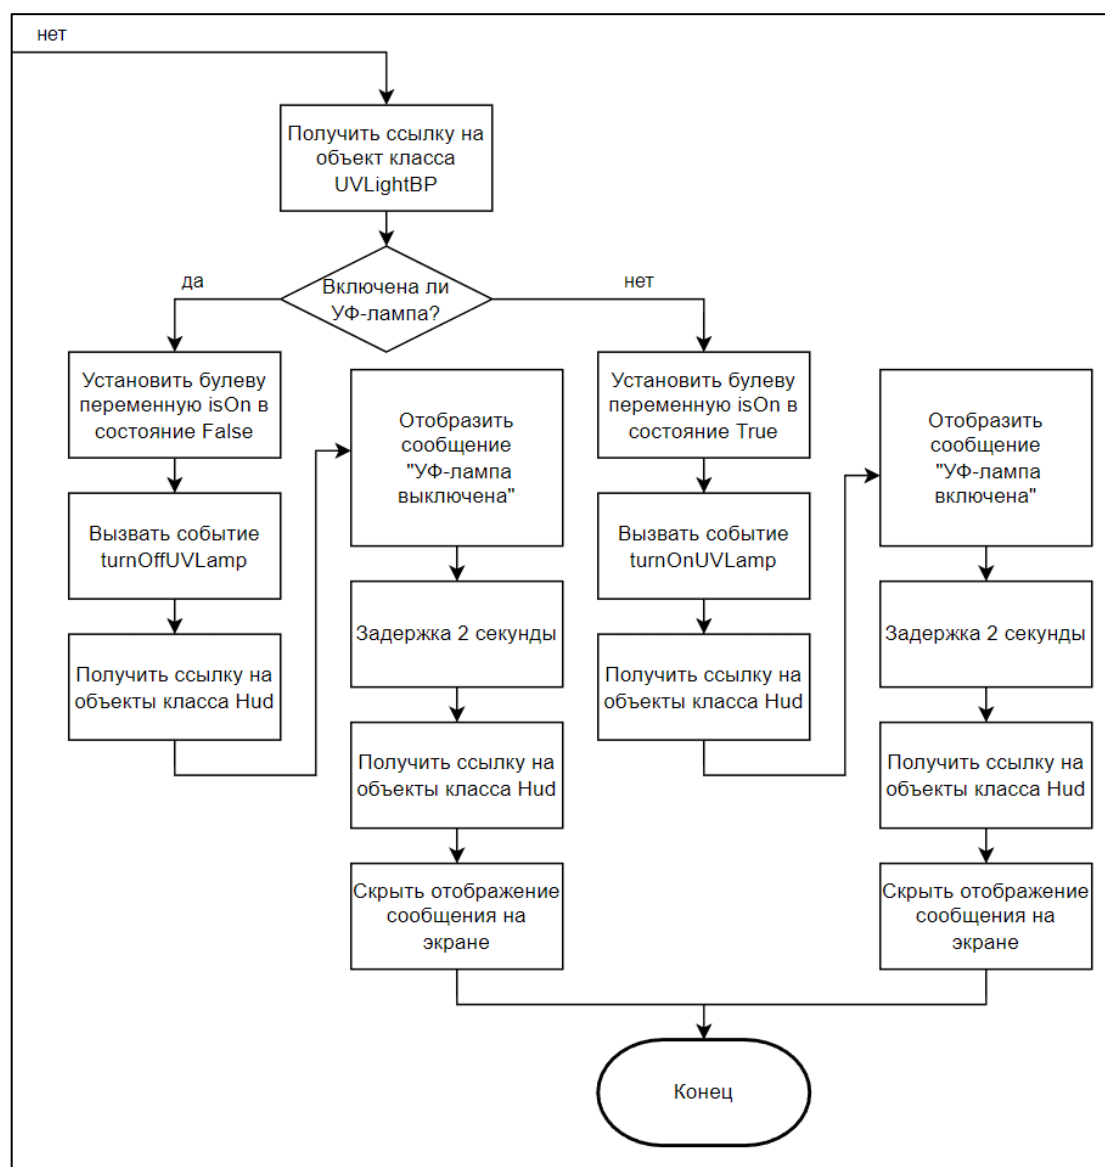 нет
Получить ссылку на
объект класса
UVLightBP
Включена ли
УФ-лампа?
да
нет
Установить булеву
переменную isOn в
состояние False
Вызвать событие
turnOffUVLamp
Получить ссылку на
объекты класса Hud
Отобразить
сообщение
"УФ-лампа
выключена"
Задержка 2 секунды
Получить ссылку на
объекты класса Hud
Скрыть отображение
сообщения на
экране
Установить булеву
переменную isOn в
состояние True
Вызвать событие
turnOnUVLamp
Получить ссылку на
объекты класса Hud
Отобразить
сообщение
"УФ-лампа
включена"
Задержка 2 секунды
Получить ссылку на
объекты класса Hud
Скрыть отображение
сообщения на
экране
Конец